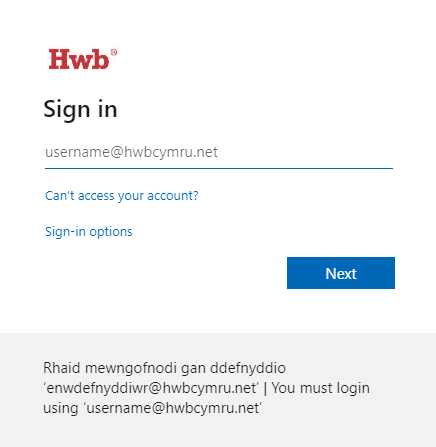 Hwb®
Sign in
username@hwbcymru.net
Can't access your account?
Sign-in options
Next
Rhaid mewngofnodi gan ddefnyddio
‘enwdefnyddiwr@hwbcymru.net’ | You must login
using ‘username@hwbcymru.net’